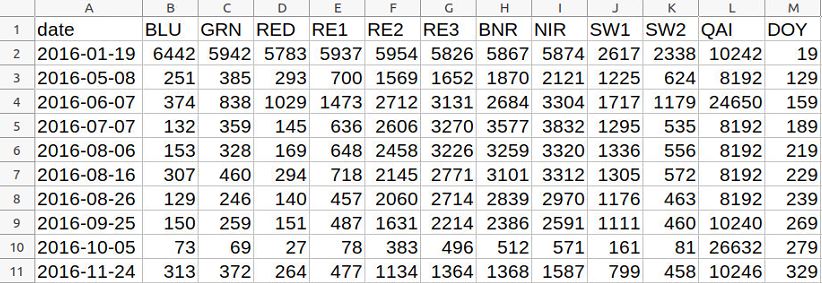 A B C D E F G H I J K L M
1 date BLU GRN RED RE1 RE2 RE3 BNR NIR SW1 SW2 QAI DOY
2 2016-01-19 6442 5942 5783 5937 5954 5826 5867 5874 2617 2338 10242 19
3 2016-05-08 251 385 293 700 1569 1652 1870 2121 1225 624 8192 129
4 2016-06-07 374 838 1029 1473 2712 3131 2684 3304 1717 1179 24650 159
5 2016-07-07 132 359 145 636 2606 3270 3577 3832 1295 535 8192 189
6 2016-08-06 153 328 169 648 2458 3226 3259 3320 1336 556 8192 219
7 2016-08-16 307 460 294 718 2145 2771 3101 3312 1305 572 8192 229
8 2016-08-26 129 246 140 457 2060 2714 2839 2970 1176 463 8192 239
9 2016-09-25 150 259 151 487 1631 2214 2386 2591 1111 460 10240 269
10 2016-10-05 73 69 27 78 383 496 512 571 161 81 26632 279
11 2016-11-24 313 372 264 477 1134 1364 1368 1587 799 458 10246 329